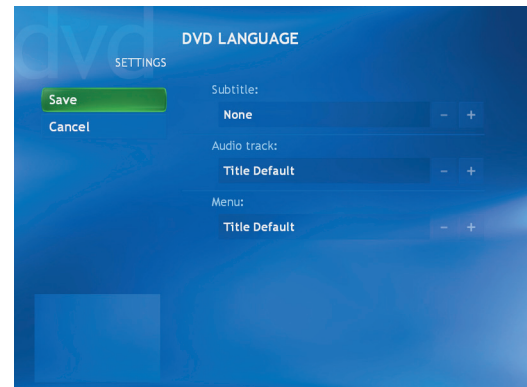 dvd
DVD LANGUAGE
SETTINGS
Save
Cancel
Subtitle:
None
- +
Audio track:
Title Default
- +
Menu:
Title Default
- +